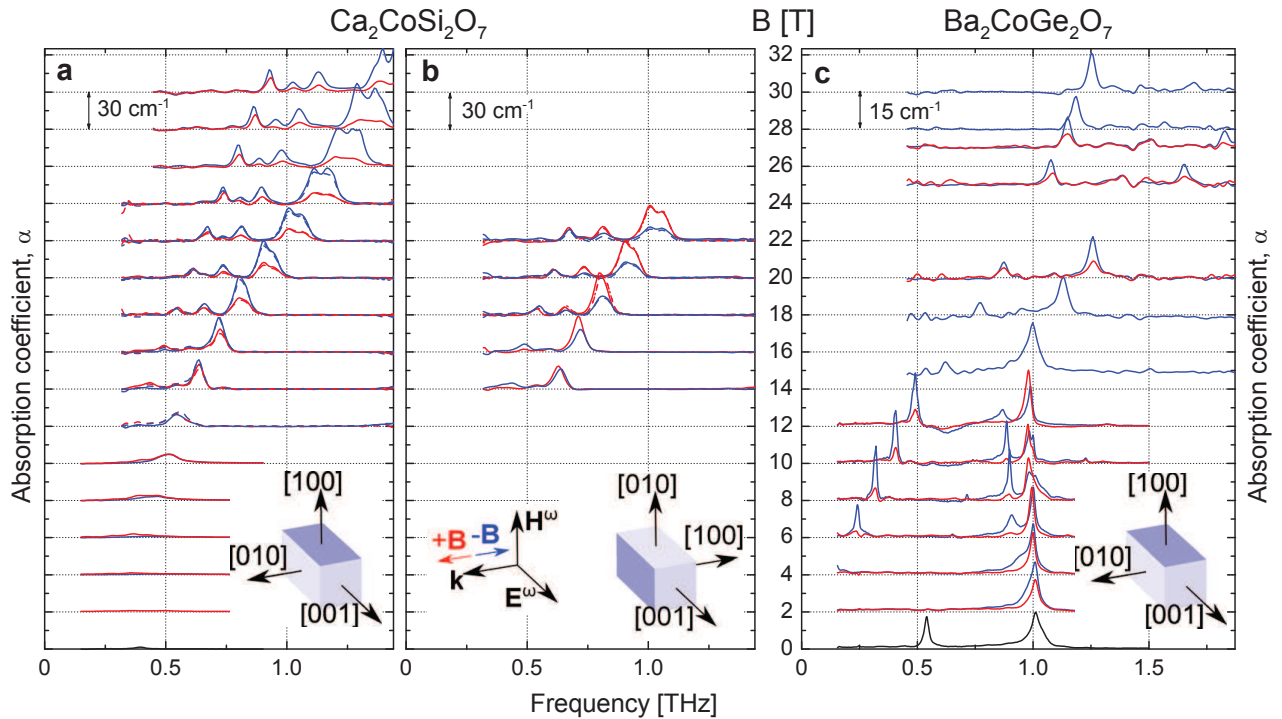 Ca₂CoSi₂O₇
B [T]
Ba₂CoGe₂O₇
a
b
c
30 cm⁻¹
30 cm⁻¹
15 cm⁻¹
32
30
28
26
24
22
20
18
16
14
12
10
8
6
4
2
0
Absorption coefficient, α
Absorption coefficient, α
[100]
[010]
[001]
+B
-B
Hω
k
Eω
[010]
[100]
[001]
[100]
[010]
[001]
0 0.5 1.0 0 0.5 1.0 0 0.5 1.0 1.5
Frequency [THz]